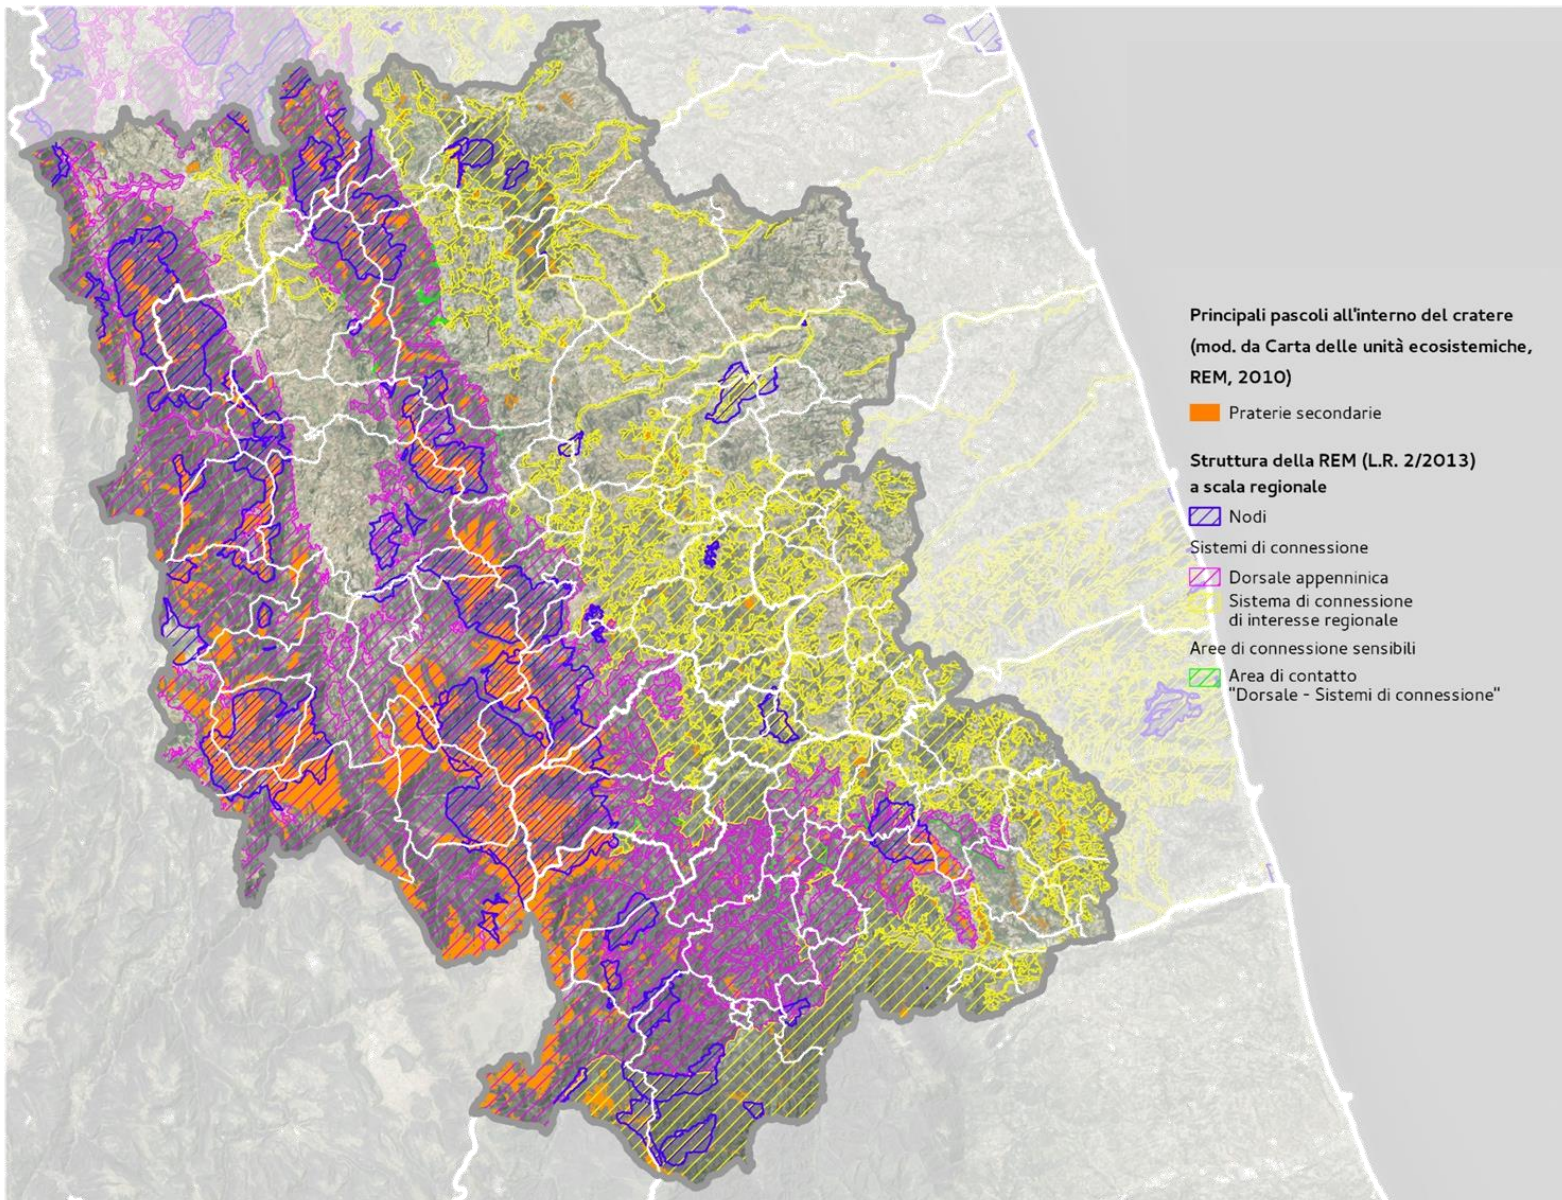 Principali pascoli all'interno del cratere
(mod. da Carta delle unità ecosistemiche,
REM, 2010)
Praterie secondarie
Struttura della REM (L.R. 2/2013)
a scala regionale
Nodi
Sistemi di connessione
Dorsale appenninica
Sistema di connessione
di interesse regionale
Aree di connessione sensibili
Area di contatto
"Dorsale - Sistemi di connessione"